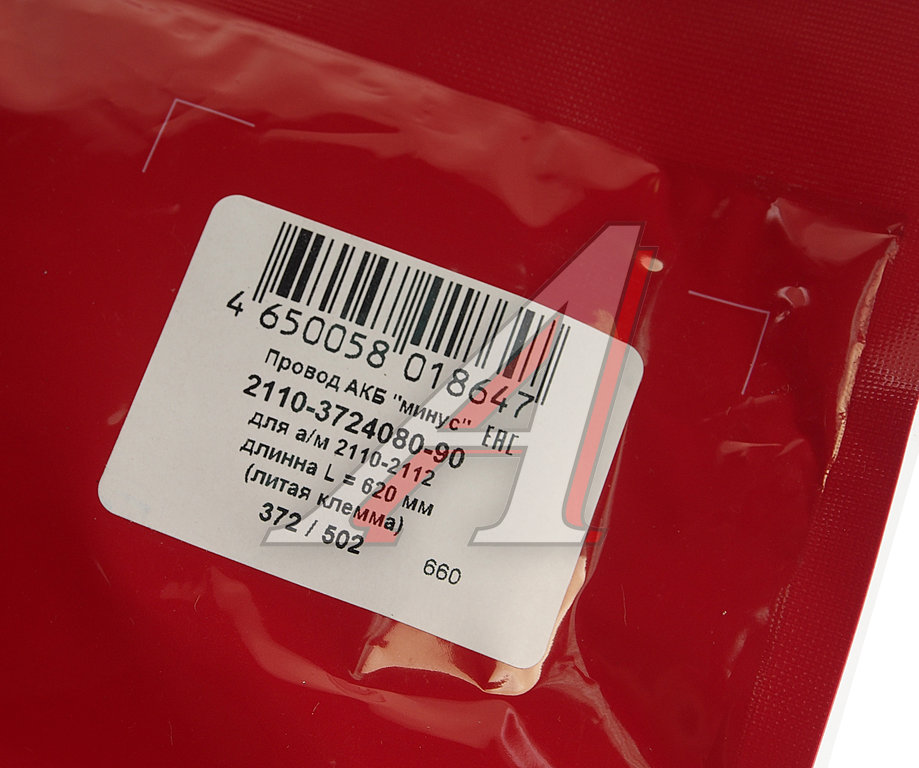 4 650058 018647
Провод АКБ "минус" EAC
2110-3724080-90
для а/м 2110-2112
длинна L = 620 мм
(литая клемма)
372 / 502
660